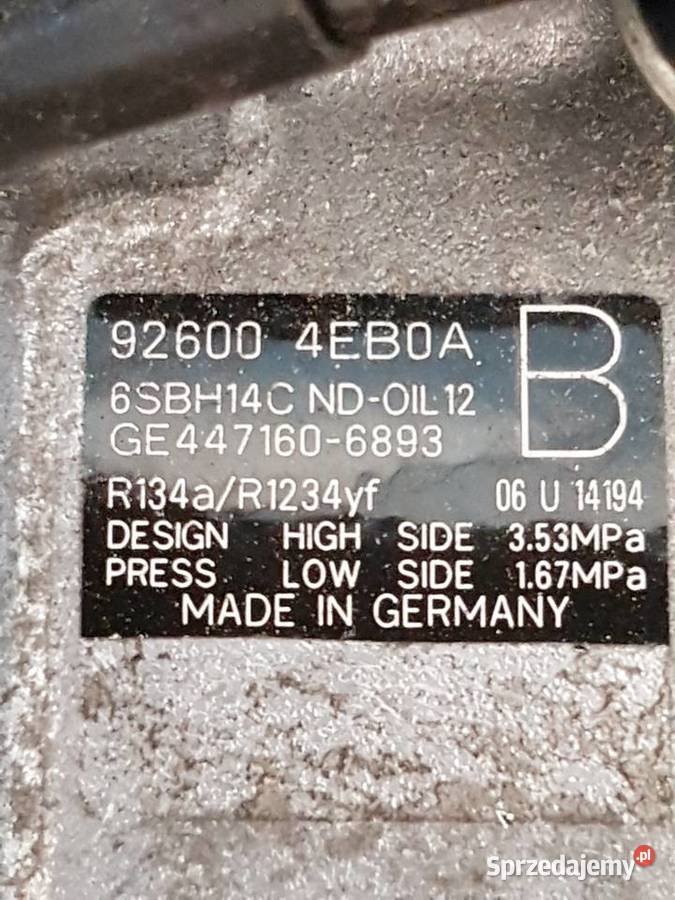 92600 4EB0A B
6SBH14C ND-OIL12
GE447160-6893
R134a/R1234yf 06 U 14194
DESIGN HIGH SIDE 3.53MPa
PRESS LOW SIDE 1.67MPa
MADE IN GERMANY
Sprzedajemy.pl